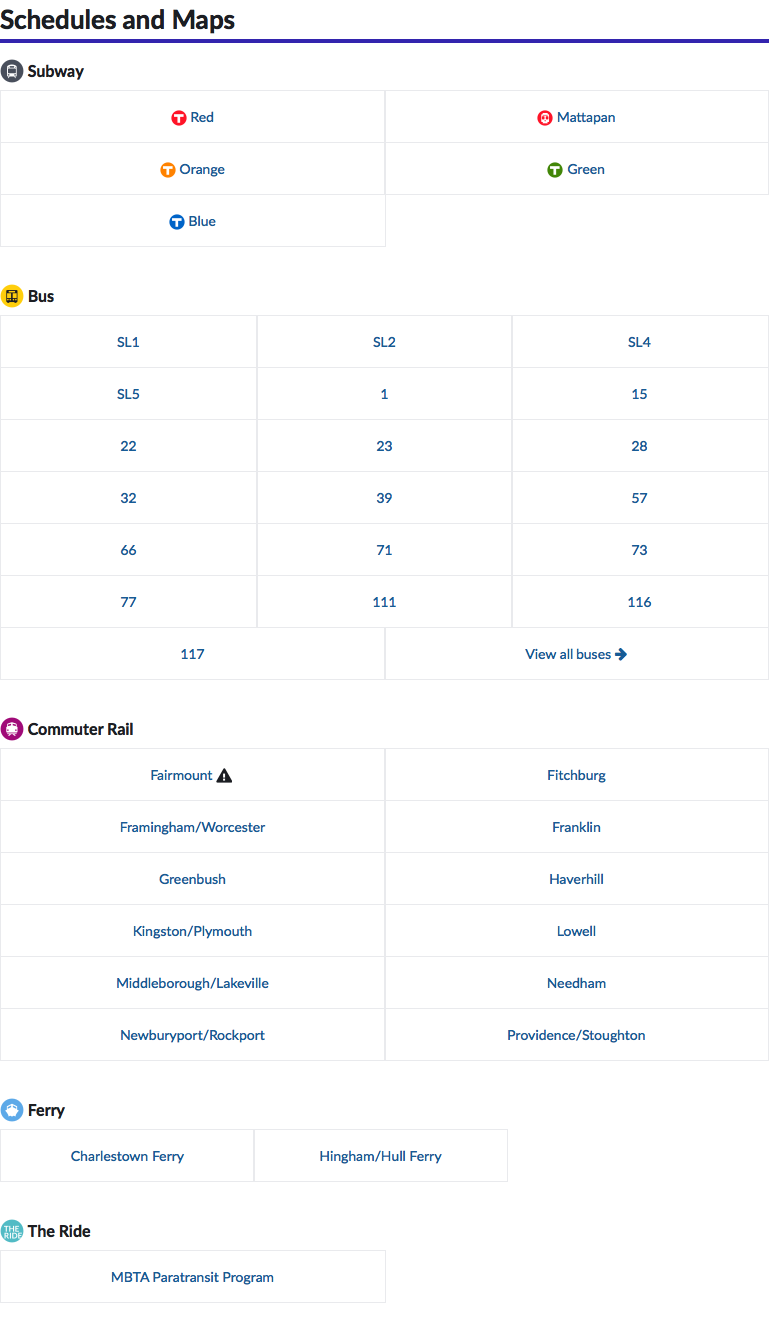 Schedules and Maps
Subway
T Red
Mattapan
T Orange
T Green
T Blue
Bus
SL1
SL2
SL4
SL5
1
15
22
23
28
32
39
57
66
71
73
77
111
116
117
View all buses
Commuter Rail
Fairmount
Fitchburg
Framingham/Worcester
Franklin
Greenbush
Haverhill
Kingston/Plymouth
Lowell
Middleborough/Lakeville
Needham
Newburyport/Rockport
Providence/Stoughton
Ferry
Charlestown Ferry
Hingham/Hull Ferry
THE RIDE The Ride
MBTA Paratransit Program